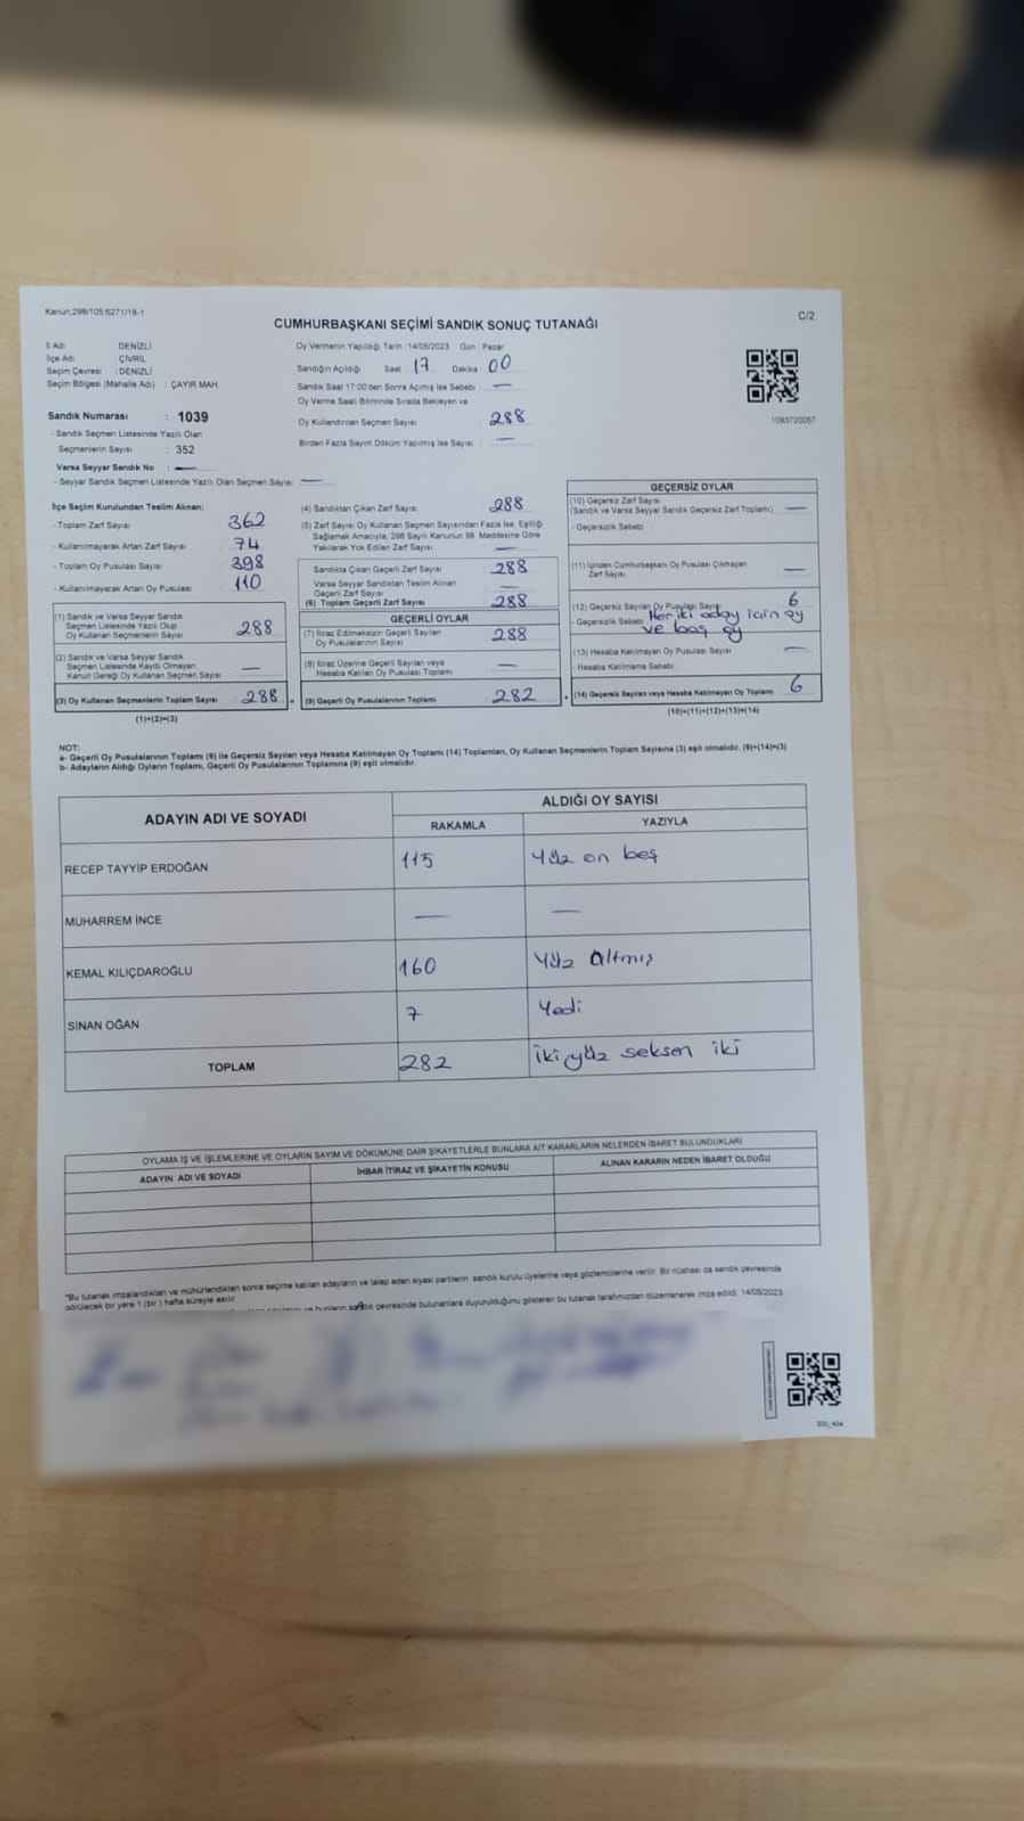 Kanun:298/105,6271/19-1
CUMHURBAŞKANI SEÇİMİ SANDIK SONUÇ TUTANAĞI
C/2
İl Adı : DENİZLİ
İlçe Adı : ÇİVRİL
Seçim Çevresi : DENİZLİ
Seçim Bölgesi (Mahalle Adı) : ÇAYIR MAH.
Sandık Numarası : 1039
- Sandık Seçmen Listesinde Yazılı Olan
Seçmenlerin Sayısı : 352
Varsa Seyyar Sandık No : —
- Seyyar Sandık Seçmen Listesinde Yazılı Olan Seçmen Sayısı : —
Oy Vermenin Yapıldığı Tarih : 14/05/2023 Gün : Pazar
Sandığın Açıldığı Saat 17 Dakika 00
Sandık Saat 17:00'den Sonra Açılmış İse Sebebi : —
Oy Verme Saati Bitiminde Sırada Bekleyen ve
Oy Kullandırılan Seçmen Sayısı : 288
Birden Fazla Sayım Döküm Yapılmış İse Sayısı : —
1093720057
İlçe Seçim Kurulundan Teslim Alınan;
- Toplam Zarf Sayısı 362
- Kullanılmayarak Artan Zarf Sayısı 74
- Toplam Oy Pusulası Sayısı 398
- Kullanılmayarak Artan Oy Pusulası 110
(1) Sandık ve Varsa Seyyar Sandık
Seçmen Listesinde Yazılı Olup
Oy Kullanan Seçmenlerin Sayısı 288
(2) Sandık ve Varsa Seyyar Sandık
Seçmen Listesinde Kayıtlı Olmayan
Kanun Gereği Oy Kullanan Seçmen Sayısı —
(3) Oy Kullanan Seçmenlerin Toplam Sayısı 288
(1)+(2)=(3)
(4) Sandıktan Çıkan Zarf Sayısı 288
(5) Zarf Sayısı Oy Kullanan Seçmen Sayısından Fazla İse, Eşitliği
Sağlamak Amacıyla, 298 Sayılı Kanunun 98. Maddesine Göre
Yakılarak Yok Edilen Zarf Sayısı —
Sandıkta Çıkan Geçerli Zarf Sayısı 288
Varsa Seyyar Sandıktan Teslim Alınan
Geçerli Zarf Sayısı —
(6) Toplam Geçerli Zarf Sayısı 288
GEÇERLİ OYLAR
(7) İtiraz Edilmeksizin Geçerli Sayılan
Oy Pusulalarının Sayısı 288
(8) İtiraz Üzerine Geçerli Sayılan veya
Hesaba Katılan Oy Pusulası Toplamı —
(9) Geçerli Oy Pusulalarının Toplamı 282
GEÇERSİZ OYLAR
(10) Geçersiz Zarf Sayısı
(Sandık ve Varsa Seyyar Sandık Geçersiz Zarf Toplamı) —
- Geçersizlik Sebebi
(11) İçinden Cumhurbaşkanı Oy Pusulası Çıkmayan
Zarf Sayısı —
(12) Geçersiz Sayılan Oy Pusulası Sayısı 6
- Geçersizlik Sebebi Her iki aday için oy
ve boş oy
(13) Hesaba Katılmayan Oy Pusulası Sayısı —
- Hesaba Katılmama Sebebi
(14) Geçersiz Sayılan veya Hesaba Katılmayan Oy Toplamı 6
(10)+(11)+(12)+(13)=(14)
NOT:
a- Geçerli Oy Pusulalarının Toplamı (9) ile Geçersiz Sayılan veya Hesaba Katılmayan Oy Toplamı (14) Toplamları, Oy Kullanan Seçmenlerin Toplam Sayısına (3) eşit olmalıdır. (9)+(14)=(3)
b- Adayların Aldığı Oyların Toplamı, Geçerli Oy Pusulalarının Toplamına (9) eşit olmalıdır.
ADAYIN ADI VE SOYADI
ALDIĞI OY SAYISI
RAKAMLA YAZIYLA
RECEP TAYYİP ERDOĞAN 115 Yüz on beş
MUHARREM İNCE — —
KEMAL KILIÇDAROĞLU 160 Yüz altmış
SİNAN OĞAN 7 Yedi
TOPLAM 282 iki yüz seksen iki
OYLAMA İŞ VE İŞLEMLERİNE VE OYLARIN SAYIM VE DÖKÜMÜNE DAİR ŞİKAYETLERLE BUNLARA AİT KARARLARIN NELERDEN İBARET BULUNDUKLARI
ADAYIN ADI VE SOYADI İHBAR İTİRAZ VE ŞİKAYETİN KONUSU ALINAN KARARIN NEDEN İBARET OLDUĞU
"Bu tutanak imzalandıktan ve mühürlendikten sonra seçime katılan adayların ve talep eden siyasi partilerin sandık kurulu üyelerine veya gözlemcilerine verilir. Bir nüshası da sandık çevresinde
görülecek bir yere 1 (bir) hafta süreyle asılır.
sandık çevresinde bulunanlara duyurulduğunu gösteren bu tutanak tarafımızdan düzenlenerek imza edildi. 14/05/2023